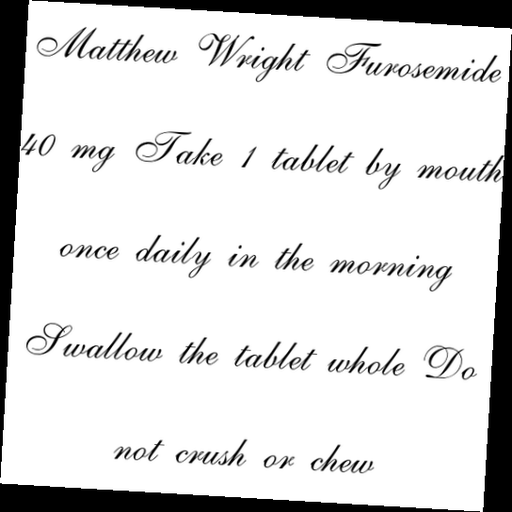 Matthew Wright Furosemide
40 mg Take 1 tablet by mouth
once daily in the morning
Swallow the tablet whole Do
not crush or chew